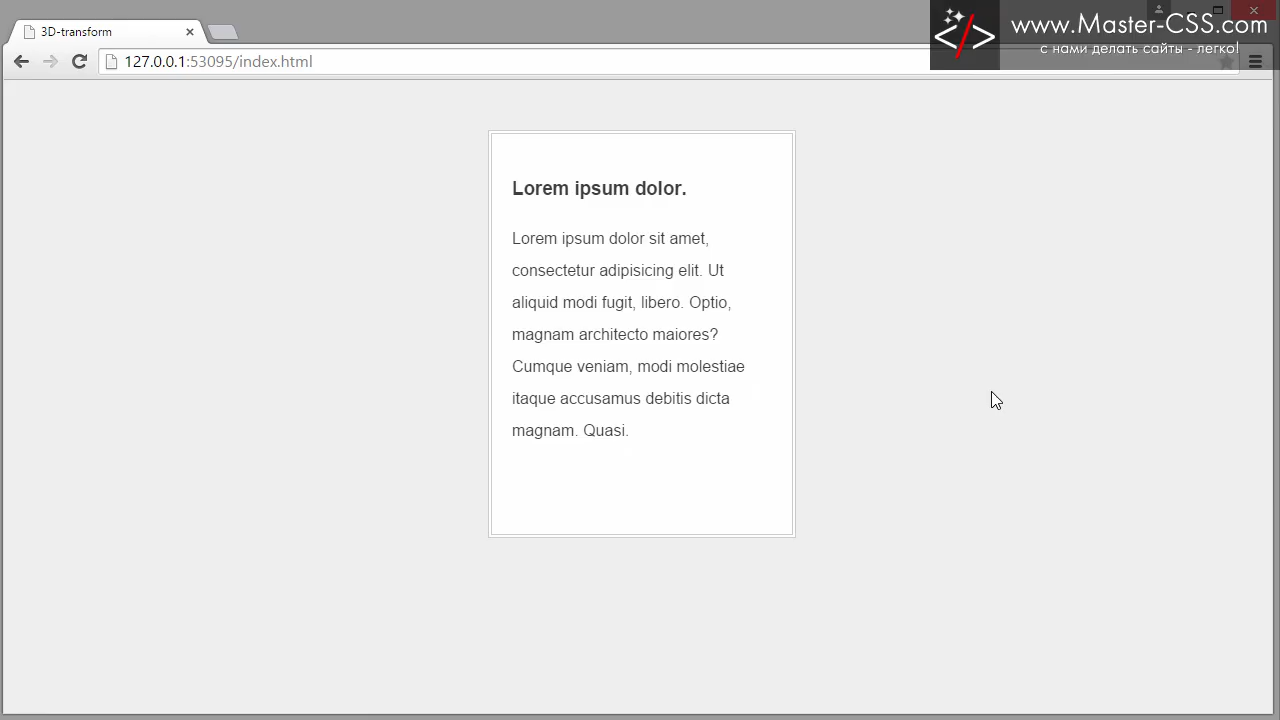 3D-transform
www.Master-CSS.com
с нами делать сайты - легко!
127.0.0.1:53095/index.html
Lorem ipsum dolor.
Lorem ipsum dolor sit amet,
consectetur adipisicing elit. Ut
aliquid modi fugit, libero. Optio,
magnam architecto maiores?
Cumque veniam, modi molestiae
itaque accusamus debitis dicta
magnam. Quasi.